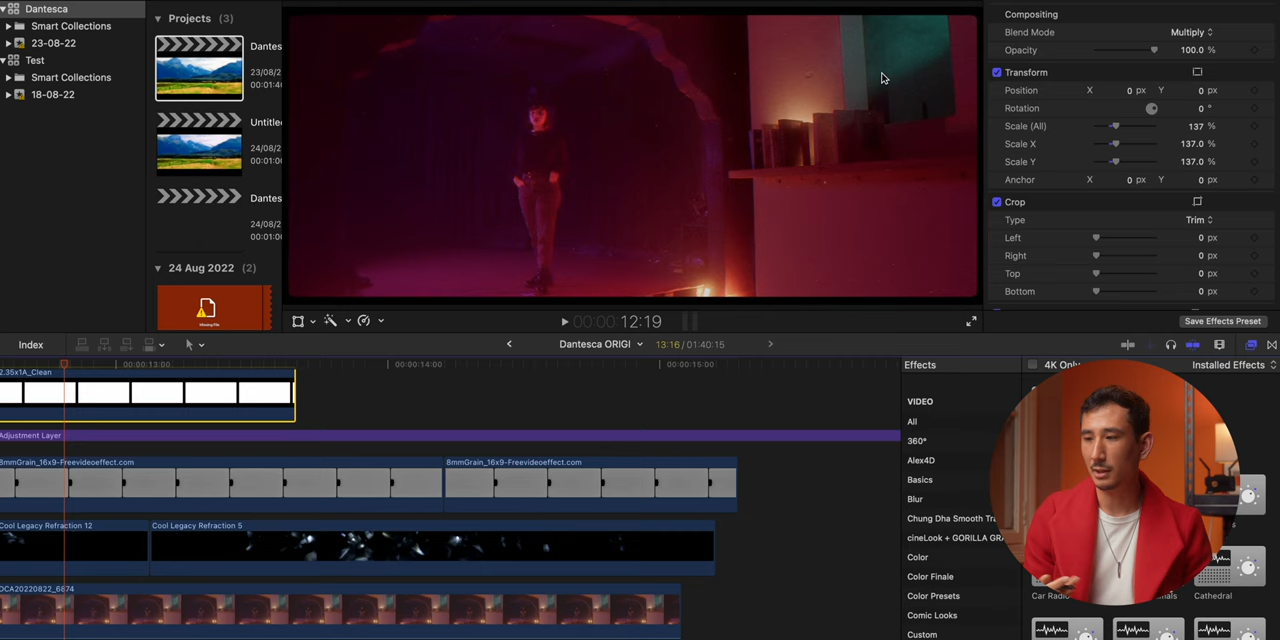 Dantesca
Smart Collections
23-08-22
Test
Smart Collections
18-08-22
Projects (3)
Dantes
23/08/2
00:01:4
Untitle
24/08/2
00:01:0
Dantes
24/08/2
00:01:0
24 Aug 2022 (2)
Missing File
00:00:12:19
Compositing
Blend Mode Multiply
Opacity 100.0 %
Transform
Position X 0 px Y 0 px
Rotation 0 °
Scale (All) 137 %
Scale X 137.0 %
Scale Y 137.0 %
Anchor X 0 px Y 0 px
Crop
Type Trim
Left 0 px
Right 0 px
Top 0 px
Bottom 0 px
Save Effects Preset
Index
Dantesca ORIGI
13:16 / 01:40:15
00:00:13:00
00:00:14:00
00:00:15:00
2.35x1A_Clean
Adjustment Layer
8mmGrain_16x9-Freevideoeffect.com
8mmGrain_16x9-Freevideoeffect.com
Cool Legacy Refraction 12
Cool Legacy Refraction 5
DCA20220822_6874
Effects
4K Only
Installed Effects
VIDEO
All
360°
Alex4D
Basics
Blur
Chung Dha Smooth Tra
cineLook + GORILLA GRA
Color
Color Finale
Color Presets
Comic Looks
Custom
Car Radio
Cathedral